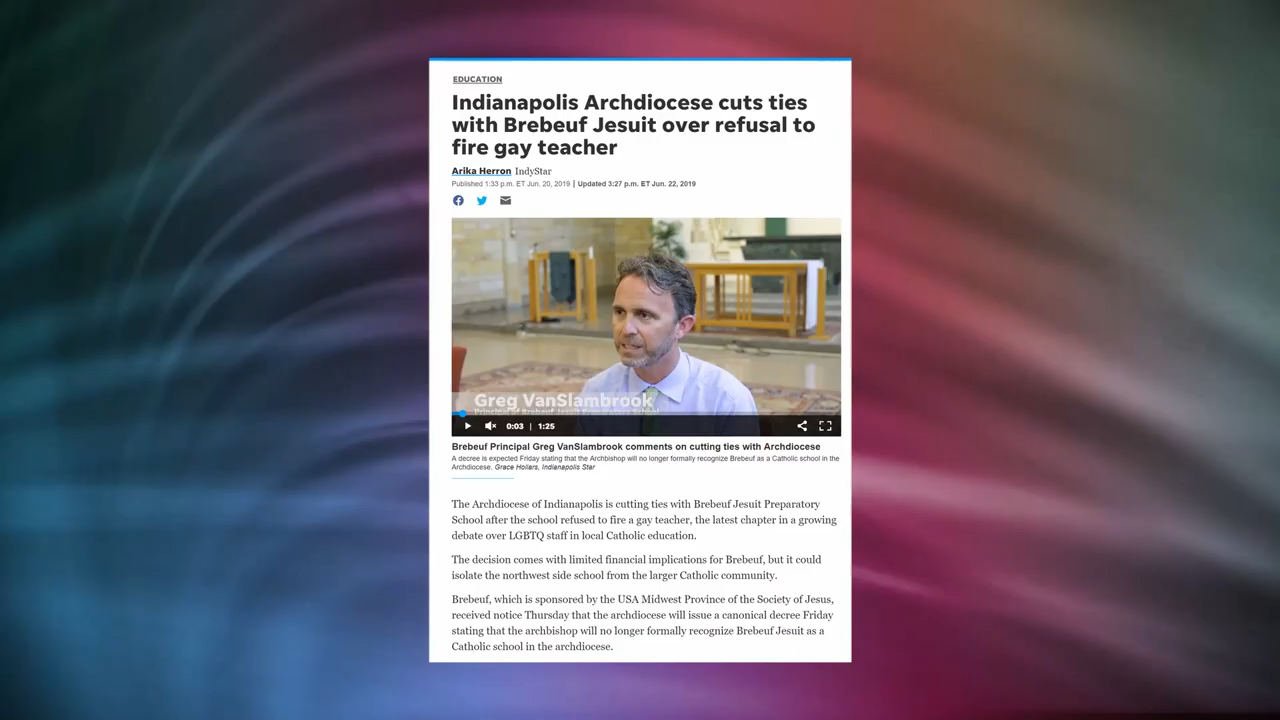 EDUCATION
Indianapolis Archdiocese cuts ties
with Brebeuf Jesuit over refusal to
fire gay teacher
Arika Herron IndyStar
Published 1:33 p.m. ET Jun. 20, 2019 | Updated 3:27 p.m. ET Jun. 22, 2019
Greg VanSlambrook
Principal of Brebeuf Jesuit Preparatory School
0:03 | 1:25
Brebeuf Principal Greg VanSlambrook comments on cutting ties with Archdiocese
A decree is expected Friday stating that the Archbishop will no longer formally recognize Brebeuf as a Catholic school in the
Archdiocese. Grace Hollars, Indianapolis Star
The Archdiocese of Indianapolis is cutting ties with Brebeuf Jesuit Preparatory
School after the school refused to fire a gay teacher, the latest chapter in a growing
debate over LGBTQ staff in local Catholic education.
The decision comes with limited financial implications for Brebeuf, but it could
isolate the northwest side school from the larger Catholic community.
Brebeuf, which is sponsored by the USA Midwest Province of the Society of Jesus,
received notice Thursday that the archdiocese will issue a canonical decree Friday
stating that the archbishop will no longer formally recognize Brebeuf Jesuit as a
Catholic school in the archdiocese.